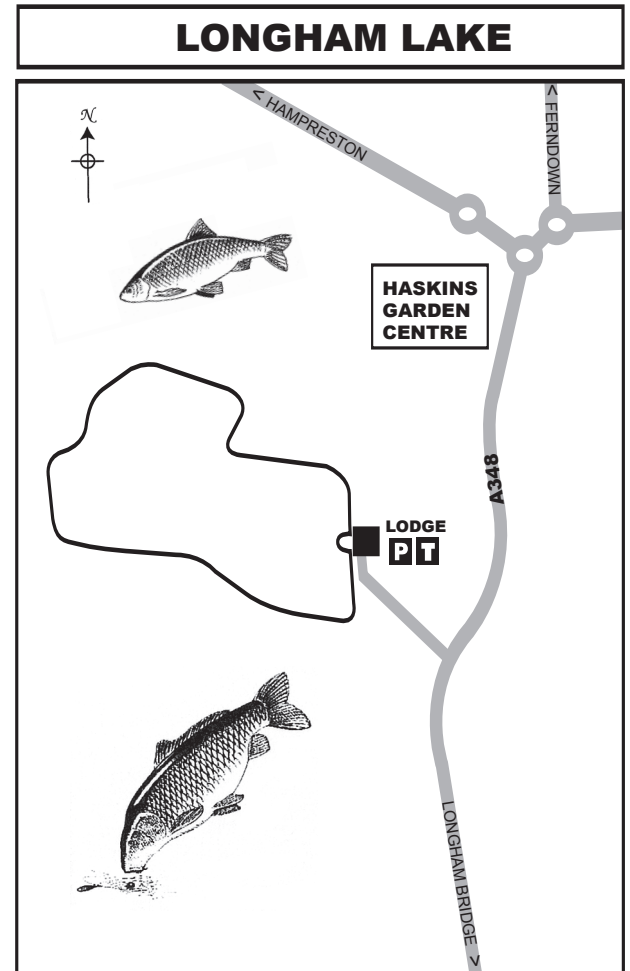 LONGHAM LAKE
N
< HAMPRESTON
< FERNDOWN
HASKINS
GARDEN
CENTRE
A348
LODGE
P T
LONGHAM BRIDGE >